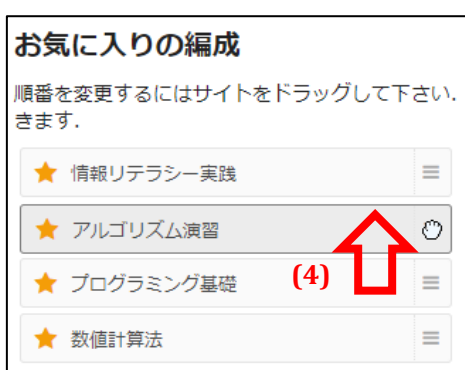 お気に入りの編成
順番を変更するにはサイトをドラッグして下さい.
きます.
情報リテラシー実践
アルゴリズム演習
プログラミング基礎
(4)
数値計算法